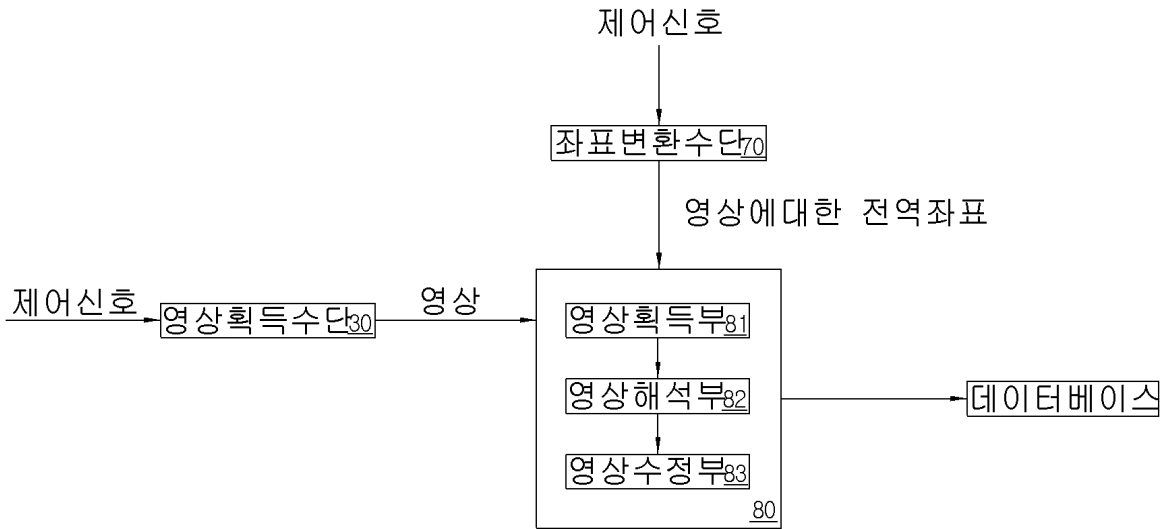 제어신호
좌표변환수단70
영상에대한 전역좌표
제어신호
영상획득수단30
영상
영상획득부81
영상해석부82
영상수정부83
80
데이터베이스